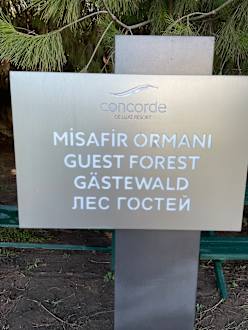 concorde
DE LUXE RESORT
MİSAFİR ORMANI
GUEST FOREST
GÄSTEWALD
ЛЕС ГОСТЕЙ